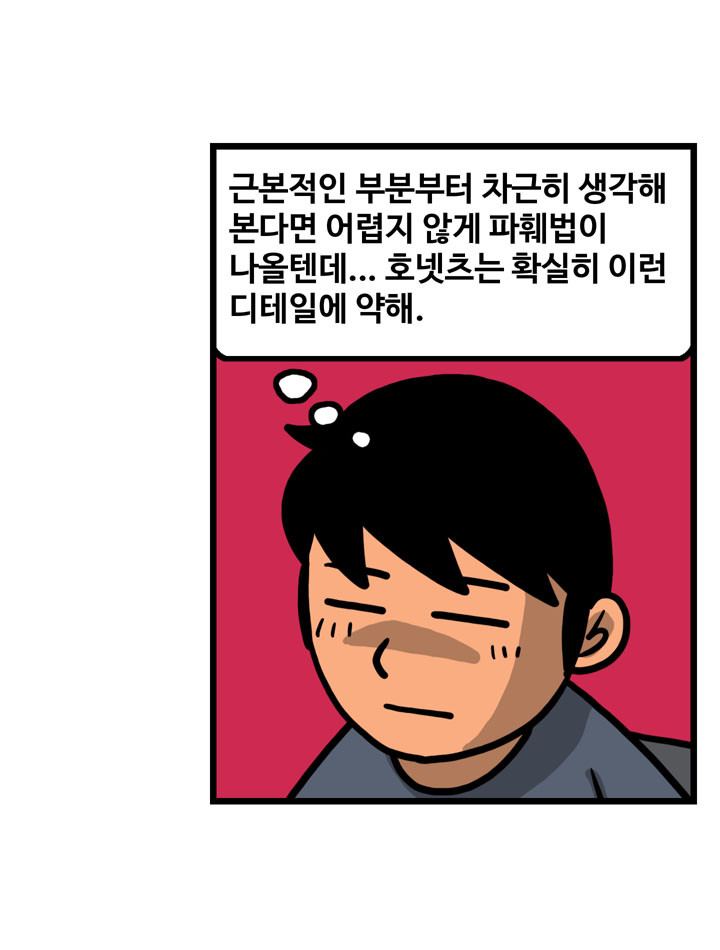 근본적인 부분부터 차근히 생각해
본다면 어렵지 않게 파훼법이
나올텐데... 호넷츠는 확실히 이런
디테일에 약해.